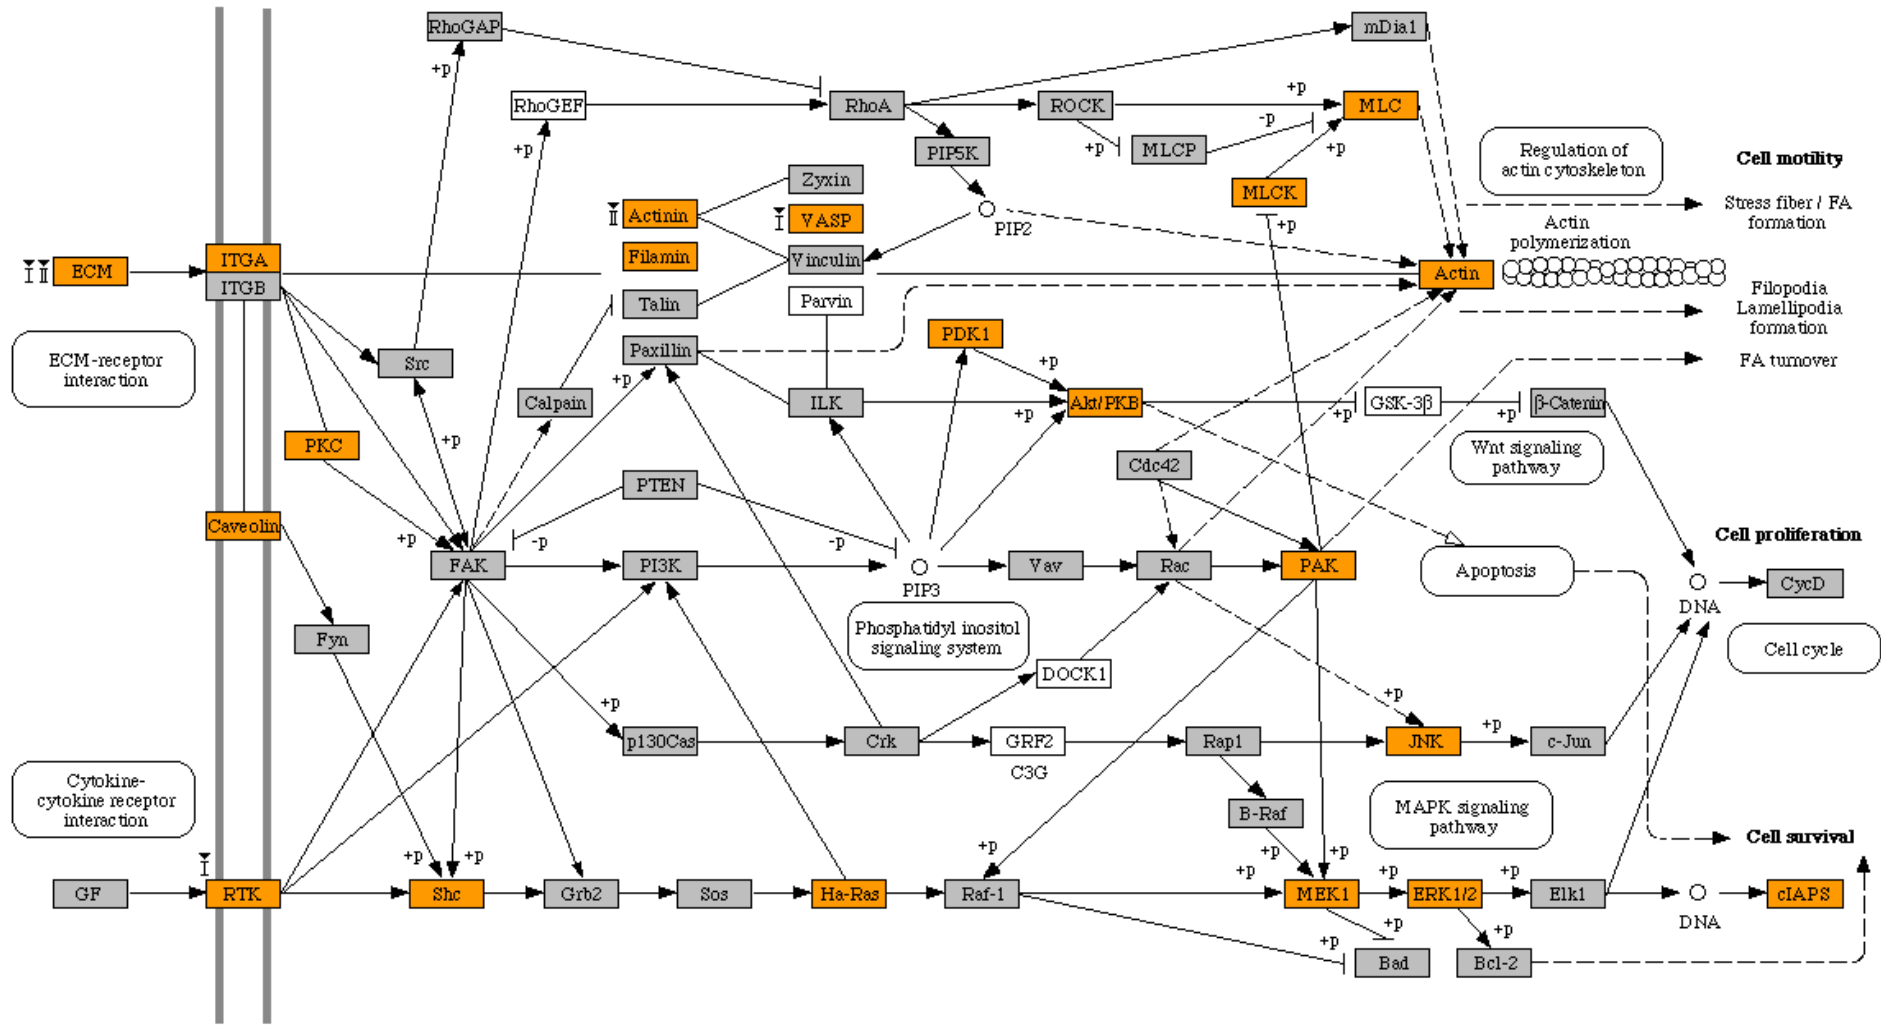 RhoGAP
mDia1
+p
RhoGEF
RhoA
ROCK
+p
MLC
+p
-p
+p
PIP5K
MLCP
+p
Regulation of
actin cytoskeleton
Cell motility
Zyxin
MLCK
Stress fiber / FA
formation
II
Actinin
I
VASP
PIP2
+p
Actin
polymerization
Filamin
Vinculin
I II
ECM
ITGA
ITGB
Actin
Talin
Parvin
Filopodia
Lamellipodia
formation
PDK1
ECM-receptor
interaction
Src
Paxillin
+p
+p
FA turnover
Calpain
ILK
+p
Akt/PKB
+p
GSK-3β
+p
β-Catenin
PKC
+p
Wnt signaling
pathway
Cdc42
PTEN
Caveolin
+p
-p
-p
Cell proliferation
FAK
PI3K
PIP3
Vav
Rac
PAK
Apoptosis
DNA
CycD
Fyn
Phosphatidyl inositol
signaling system
Cell cycle
DOCK1
+p
+p
+p
p130Cas
Crk
GRF2
C3G
Rap1
JNK
c-Jun
Cytokine-
cytokine receptor
interaction
B-Raf
MAPK signaling
pathway
Cell survival
I
+p
+p
+p
+p
+p
+p
+p
+p
GF
RTK
Shc
Grb2
Sos
Ha-Ras
Raf-1
MEK1
ERK1/2
Elk1
DNA
cIAPS
+p
+p
Bad
Bcl-2